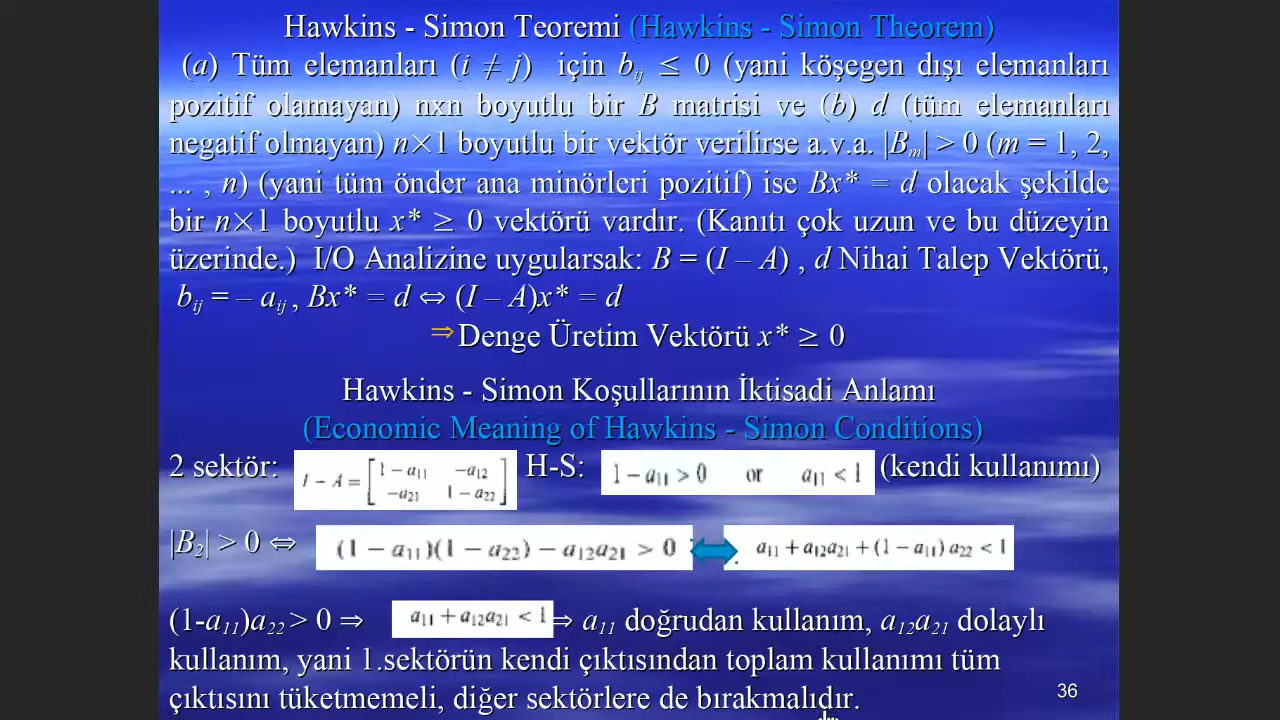 Hawkins - Simon Teoremi (Hawkins - Simon Theorem)
(a) Tüm elemanları (i ≠ j) için bᵢⱼ ≤ 0 (yani köşegen dışı elemanları
pozitif olamayan) nxn boyutlu bir B matrisi ve (b) d (tüm elemanları
negatif olmayan) n×1 boyutlu bir vektör verilirse a.v.a. |Bₘ| > 0 (m = 1, 2,
... , n) (yani tüm önder ana minörleri pozitif) ise Bx* = d olacak şekilde
bir n×1 boyutlu x* ≥ 0 vektörü vardır. (Kanıtı çok uzun ve bu düzeyin
üzerinde.) I/O Analizine uygularsak: B = (I – A) , d Nihai Talep Vektörü,
bᵢⱼ = – aᵢⱼ , Bx* = d ⇔ (I – A)x* = d
⇒ Denge Üretim Vektörü x* ≥ 0
Hawkins - Simon Koşullarının İktisadi Anlamı
(Economic Meaning of Hawkins - Simon Conditions)
2 sektör: I – A = [1 – a₁₁ –a₁₂ –a₂₁ 1 – a₂₂] H-S: 1 – a₁₁ > 0 or a₁₁ < 1 (kendi kullanımı)
|B₂| > 0 ⇔ (1 – a₁₁)(1 – a₂₂) – a₁₂a₂₁ > 0 ⇔ a₁₁ + a₁₂a₂₁ + (1 – a₁₁) a₂₂ < 1
(1-a₁₁)a₂₂ > 0 ⇒ a₁₁ + a₁₂a₂₁ < 1 ⇒ a₁₁ doğrudan kullanım, a₁₂a₂₁ dolaylı
kullanım, yani 1.sektörün kendi çıktısından toplam kullanımı tüm
çıktısını tüketmemeli, diğer sektörlere de bırakmalıdır.
36